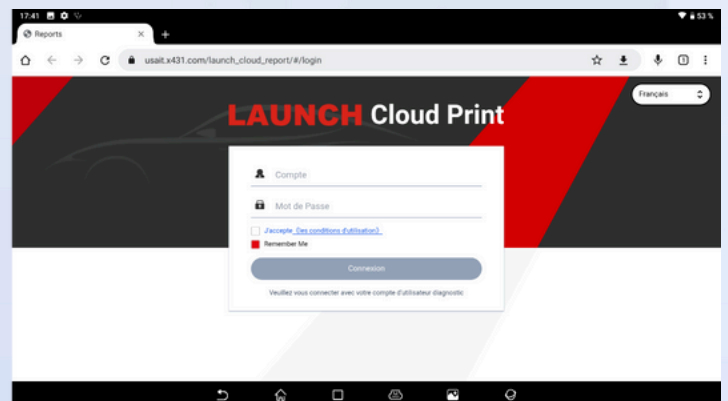 17:41 53 %
Reports
usait.x431.com/launch_cloud_report/#/login
1
Français
LAUNCH Cloud Print
Compte
Mot de Passe
J'accepte《les conditions d'utilisation》
Remember Me
Connexion
Veuillez vous connecter avec votre compte d'utilisateur diagnostic